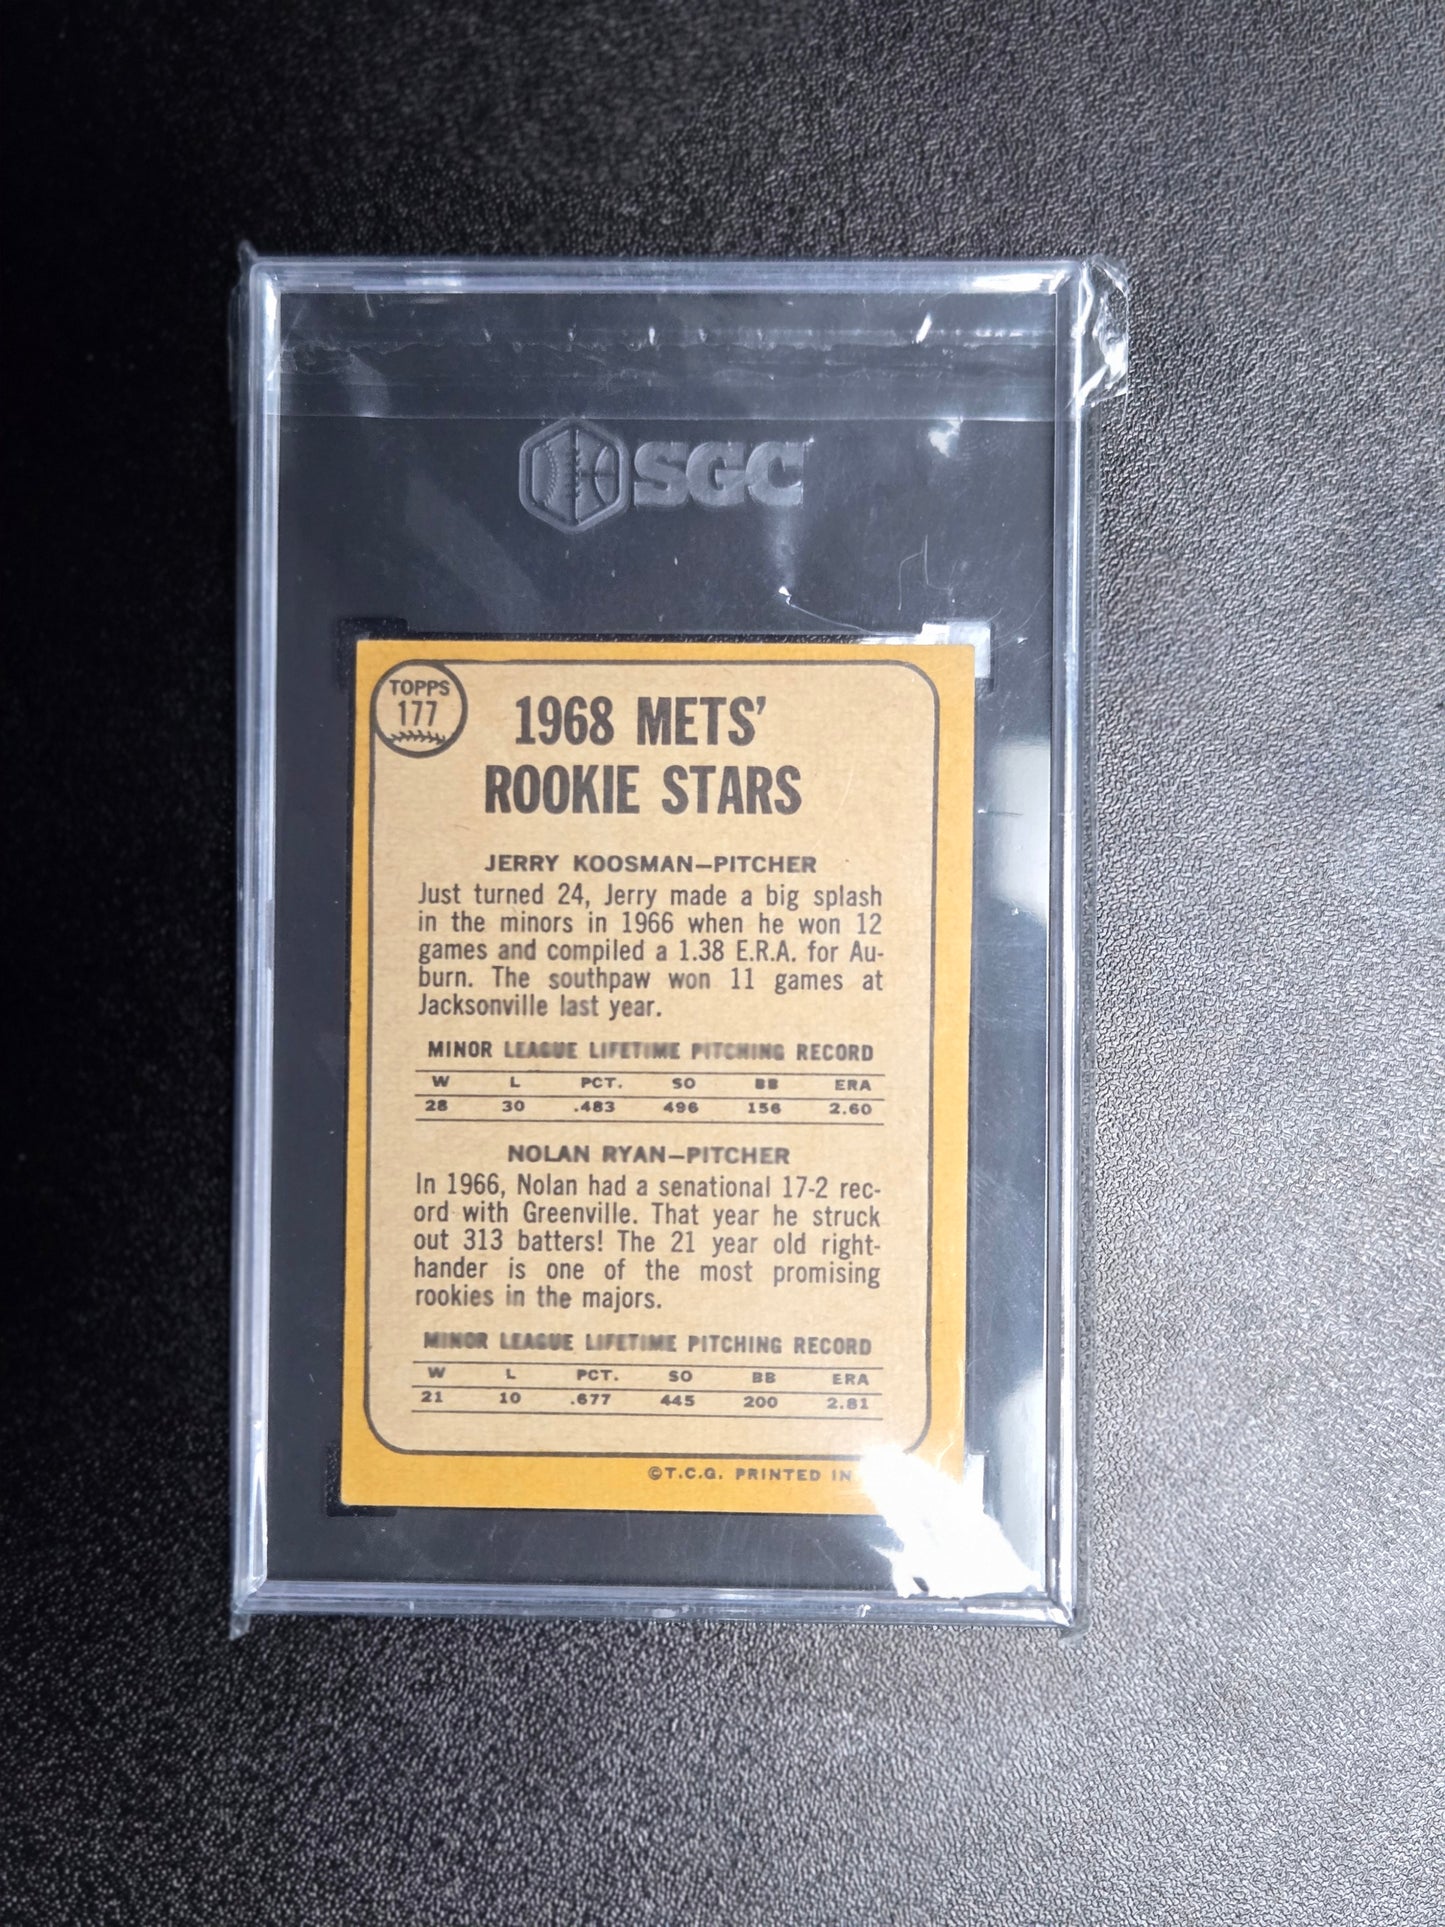 SGC
TOPPS
177
1968 METS'
ROOKIE STARS
JERRY KOOSMAN—PITCHER
Just turned 24, Jerry made a big splash
in the minors in 1966 when he won 12
games and compiled a 1.38 E.R.A. for Au-
burn. The southpaw won 11 games at
Jacksonville last year.
MINOR LEAGUE LIFETIME PITCHING RECORD
W L PCT. SO BB ERA
28 30 .483 496 156 2.60
NOLAN RYAN—PITCHER
In 1966, Nolan had a senational 17-2 rec-
ord with Greenville. That year he struck
out 313 batters! The 21 year old right-
hander is one of the most promising
rookies in the majors.
MINOR LEAGUE LIFETIME PITCHING RECORD
W L PCT. SO BB ERA
21 10 .677 445 200 2.81
©T.C.G. PRINTED IN